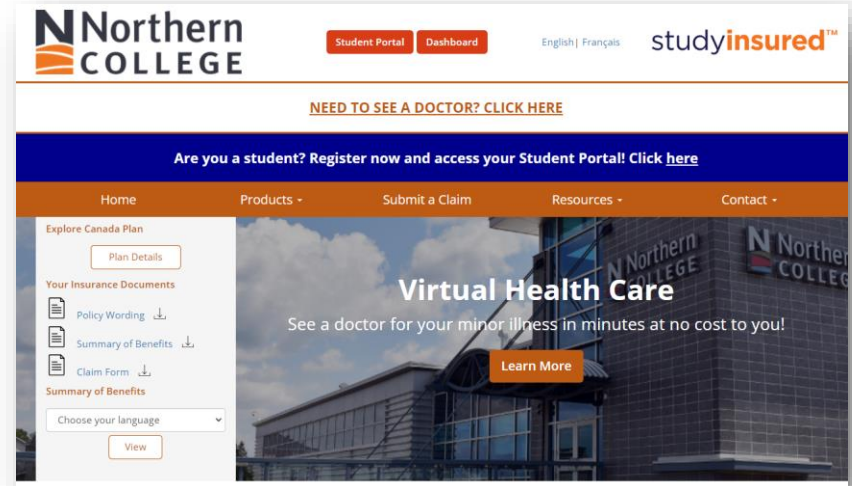 Northern
COLLEGE
Student Portal Dashboard English| Français studyinsured™
NEED TO SEE A DOCTOR? CLICK HERE
Are you a student? Register now and access your Student Portal! Click here
Home Products Submit a Claim Resources Contact
Explore Canada Plan
Plan Details
Your Insurance Documents
Policy Wording
Summary of Benefits
Claim Form
Summary of Benefits
Choose your language
View
Virtual Health Care
See a doctor for your minor illness in minutes at no cost to you!
Learn More
Northern
COLLEGE
N Norther
COLLEG